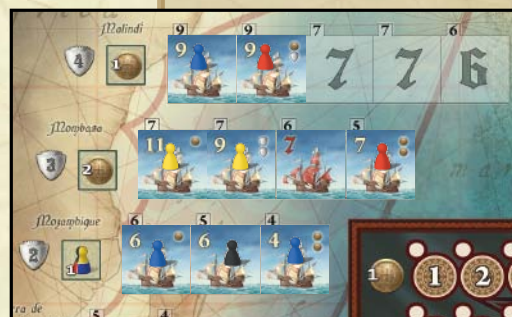 Malindi
9 9 7 7 6
4 1 9 9 7 7 6
Mombasa
7 7 6 5
3 2 11 9 7 7
Mozambique
6 5 4
2 1 6 6 4
1 1 2
ra de
5 4